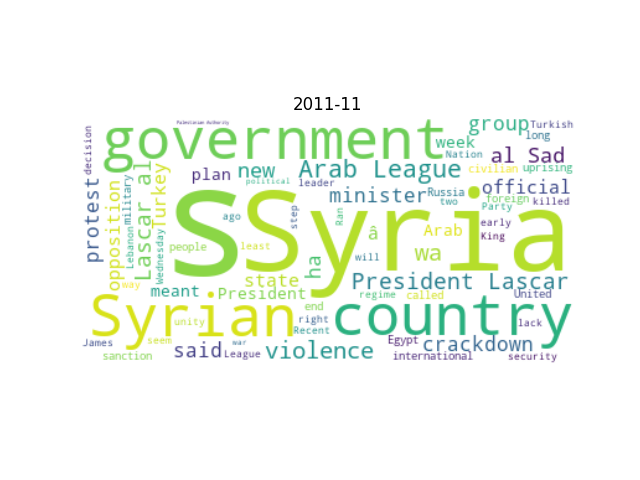 2011-11
Palestinian Authority
decision
government
group
Turkish
long
week
Nation
al Sad
plan
new
Arab League
civilian
uprising
political
leader
minister
Russia
official
protest
opposition
military
Lebanon
Lascar al
Turkey
Wednesday
s
Syria
two
foreign
killed
Party
ago
step
Ran
early
King
people
least
â
Arab
ha
will
wa
way
meant
state
President
President Lascar
regime
called
United
Syrian
unity
end
right
Recent
country
lack
James
seem
war
sanction
said
League
violence
Egypt
crackdown
international
security